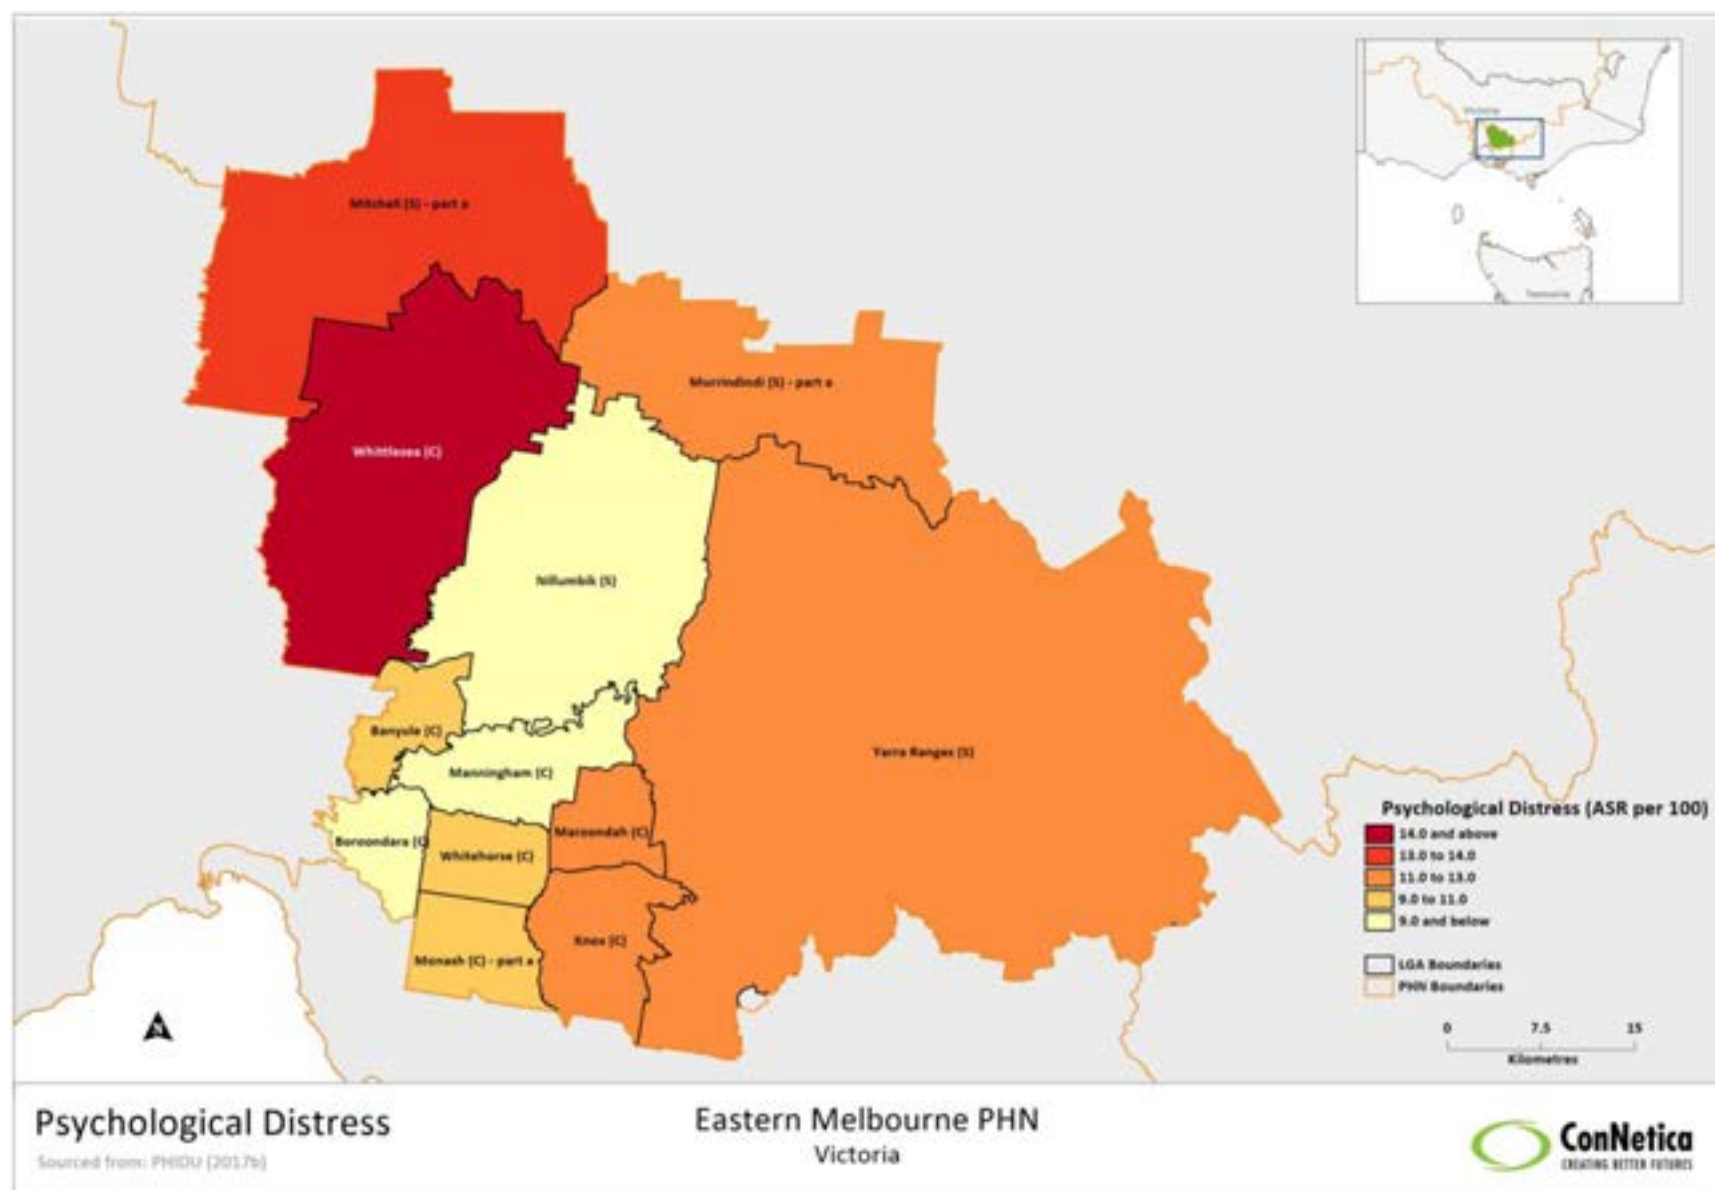 Victoria
Tasmania
Mitchell (S) - part a
Murrindindi (S) - part a
Whittlesea (C)
Nillumbik (S)
Banyule (C)
Yarra Ranges (S)
Manningham (C)
Boroondara (C)
Maroondah (C)
Whitehorse (C)
Knox (C)
Monash (C) - part a
Psychological Distress (ASR per 100)
14.0 and above
13.0 to 14.0
11.0 to 13.0
9.0 to 11.0
9.0 and below
LGA Boundaries
PHN Boundaries
0 7.5 15
Kilometres
N
Psychological Distress
Sourced from: PHIDU (2017b)
Eastern Melbourne PHN
Victoria
ConNetica
CREATING BETTER FUTURES